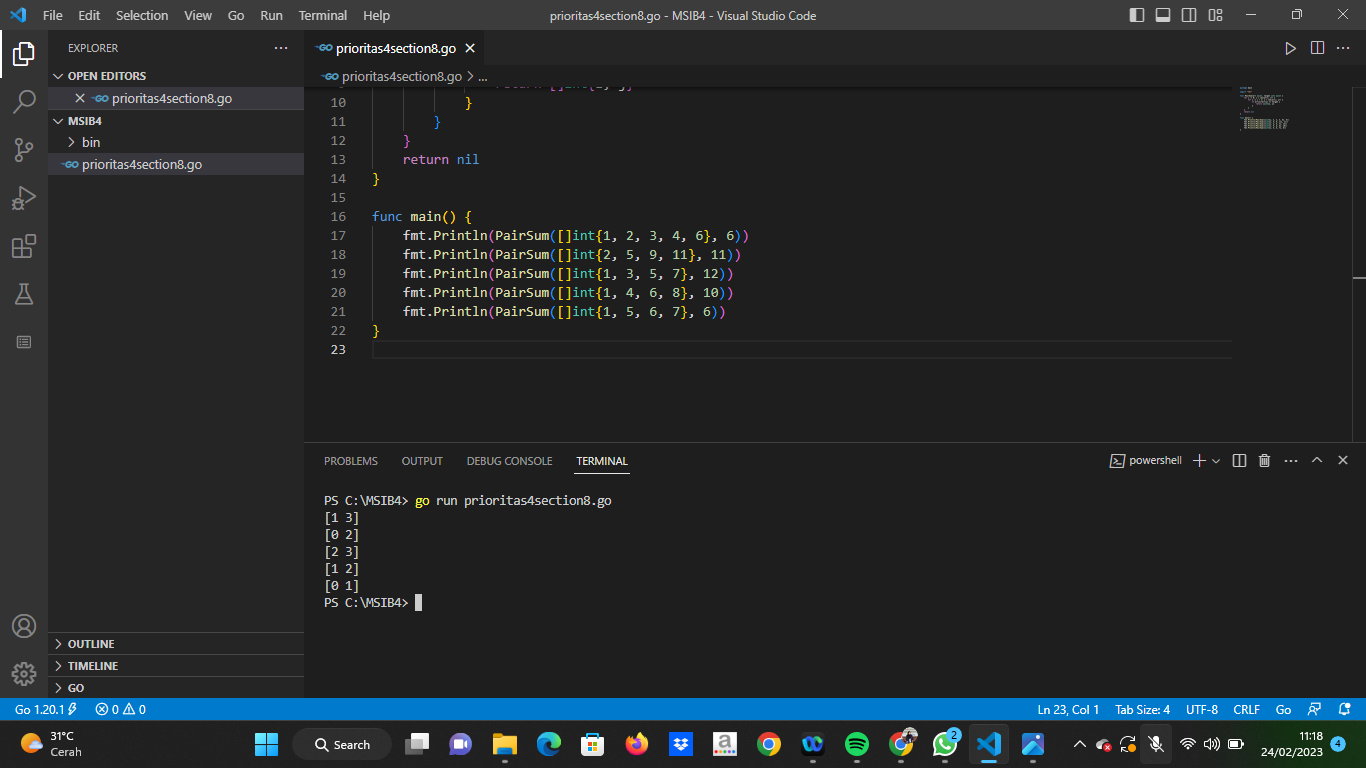 File Edit Selection View Go Run Terminal Help prioritas4section8.go - MSIB4 - Visual Studio Code
EXPLORER
OPEN EDITORS
prioritas4section8.go
MSIB4
bin
prioritas4section8.go
OUTLINE
TIMELINE
GO
prioritas4section8.go
prioritas4section8.go > ...
10 }
11 }
12 }
13 return nil
14 }
15
16 func main() {
17 fmt.Println(PairSum([]int{1, 2, 3, 4, 6}, 6))
18 fmt.Println(PairSum([]int{2, 5, 9, 11}, 11))
19 fmt.Println(PairSum([]int{1, 3, 5, 7}, 12))
20 fmt.Println(PairSum([]int{1, 4, 6, 8}, 10))
21 fmt.Println(PairSum([]int{1, 5, 6, 7}, 6))
22 }
23
PROBLEMS OUTPUT DEBUG CONSOLE TERMINAL powershell
PS C:\MSIB4> go run prioritas4section8.go
[1 3]
[0 2]
[2 3]
[1 2]
[0 1]
PS C:\MSIB4>
Go 1.20.1 0 0 Ln 23, Col 1 Tab Size: 4 UTF-8 CRLF Go
31°C
Cerah
Search
2
11:18
24/02/2023 4